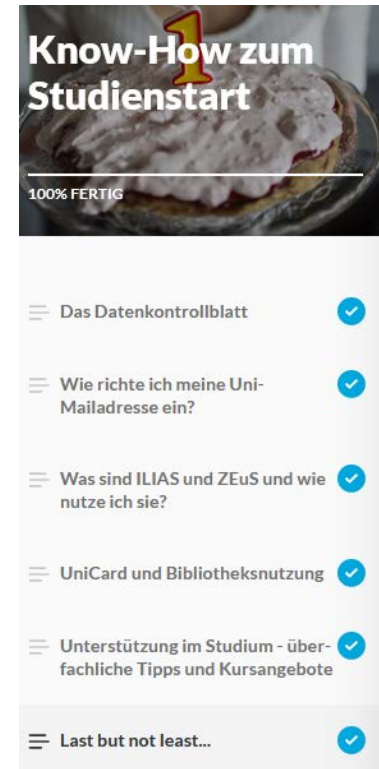 Know-How zum
Studienstart
100% FERTIG
Das Datenkontrollblatt
Wie richte ich meine Uni-
Mailadresse ein?
Was sind ILIAS und ZEuS und wie
nutze ich sie?
UniCard und Bibliotheksnutzung
Unterstützung im Studium - über-
fachliche Tipps und Kursangebote
Last but not least...